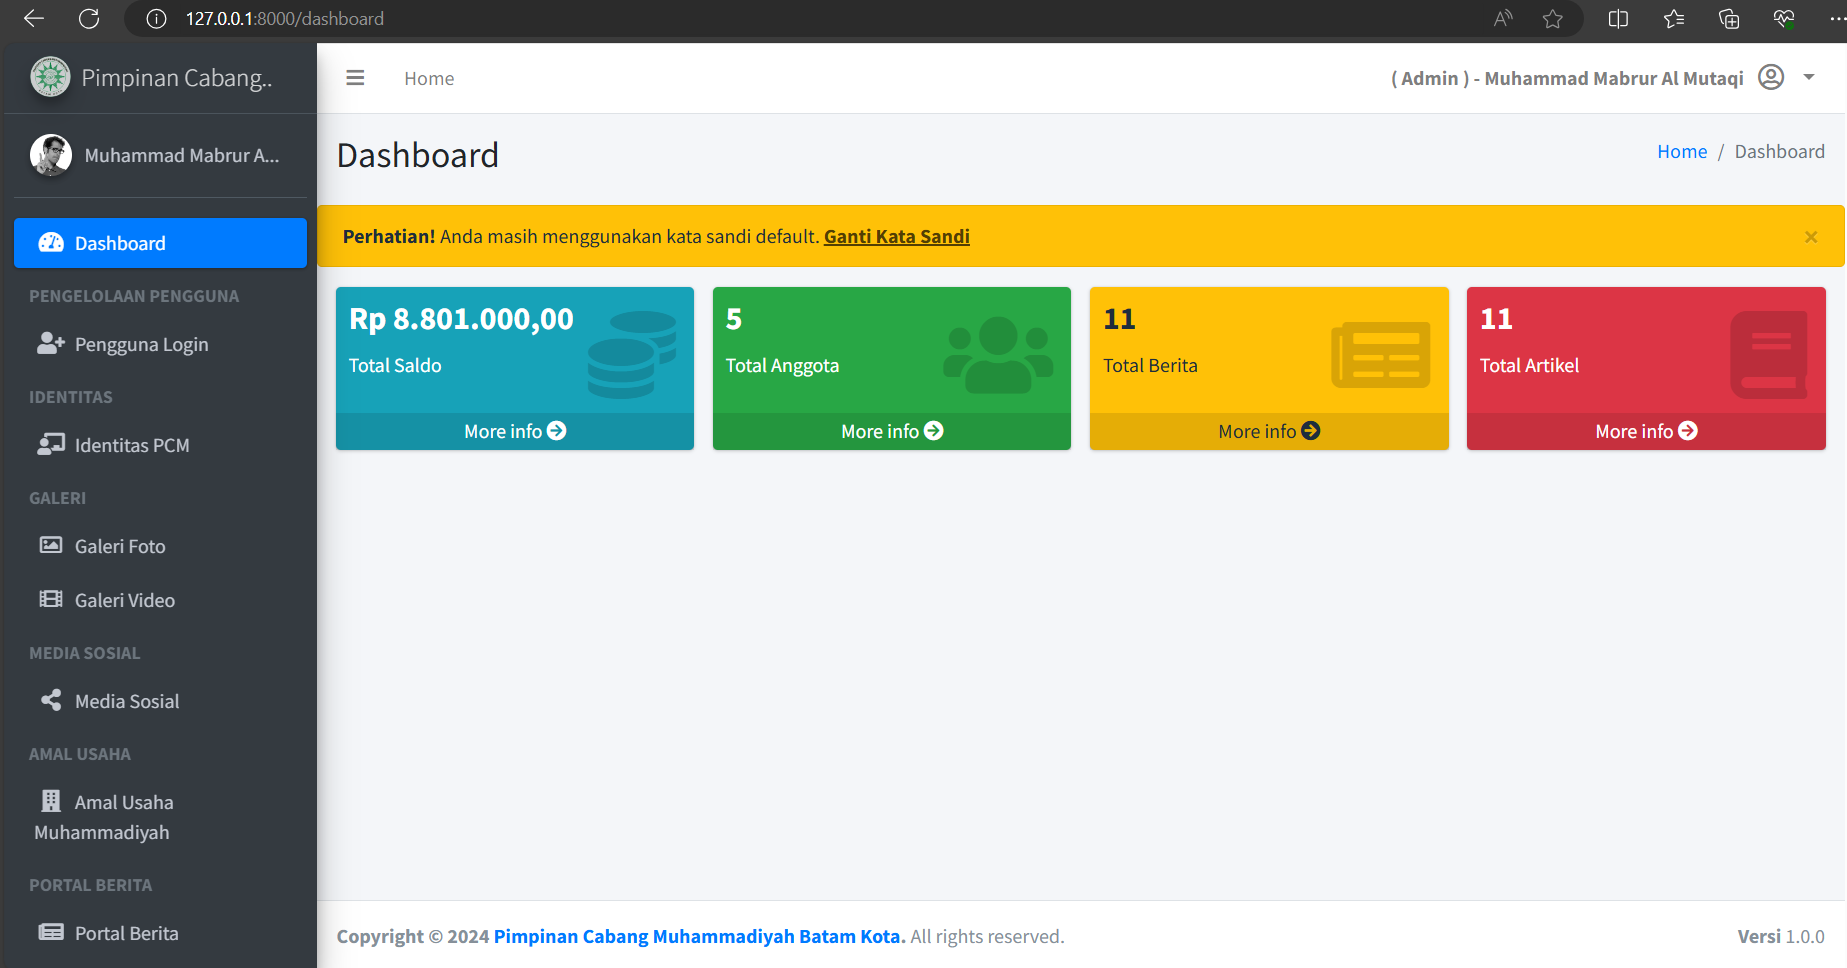 127.0.0.1:8000/dashboard
Pimpinan Cabang..
Home
( Admin ) - Muhammad Mabrur Al Mutaqi
Muhammad Mabrur A...
Dashboard
Home / Dashboard
Perhatian! Anda masih menggunakan kata sandi default. Ganti Kata Sandi
×
Dashboard
PENGELOLAAN PENGGUNA
Pengguna Login
IDENTITAS
Identitas PCM
GALERI
Galeri Foto
Galeri Video
MEDIA SOSIAL
Media Sosial
AMAL USAHA
Amal Usaha
Muhammadiyah
PORTAL BERITA
Portal Berita
Rp 8.801.000,00
Total Saldo
More info
5
Total Anggota
More info
11
Total Berita
More info
11
Total Artikel
More info
Copyright © 2024 Pimpinan Cabang Muhammadiyah Batam Kota. All rights reserved.
Versi 1.0.0